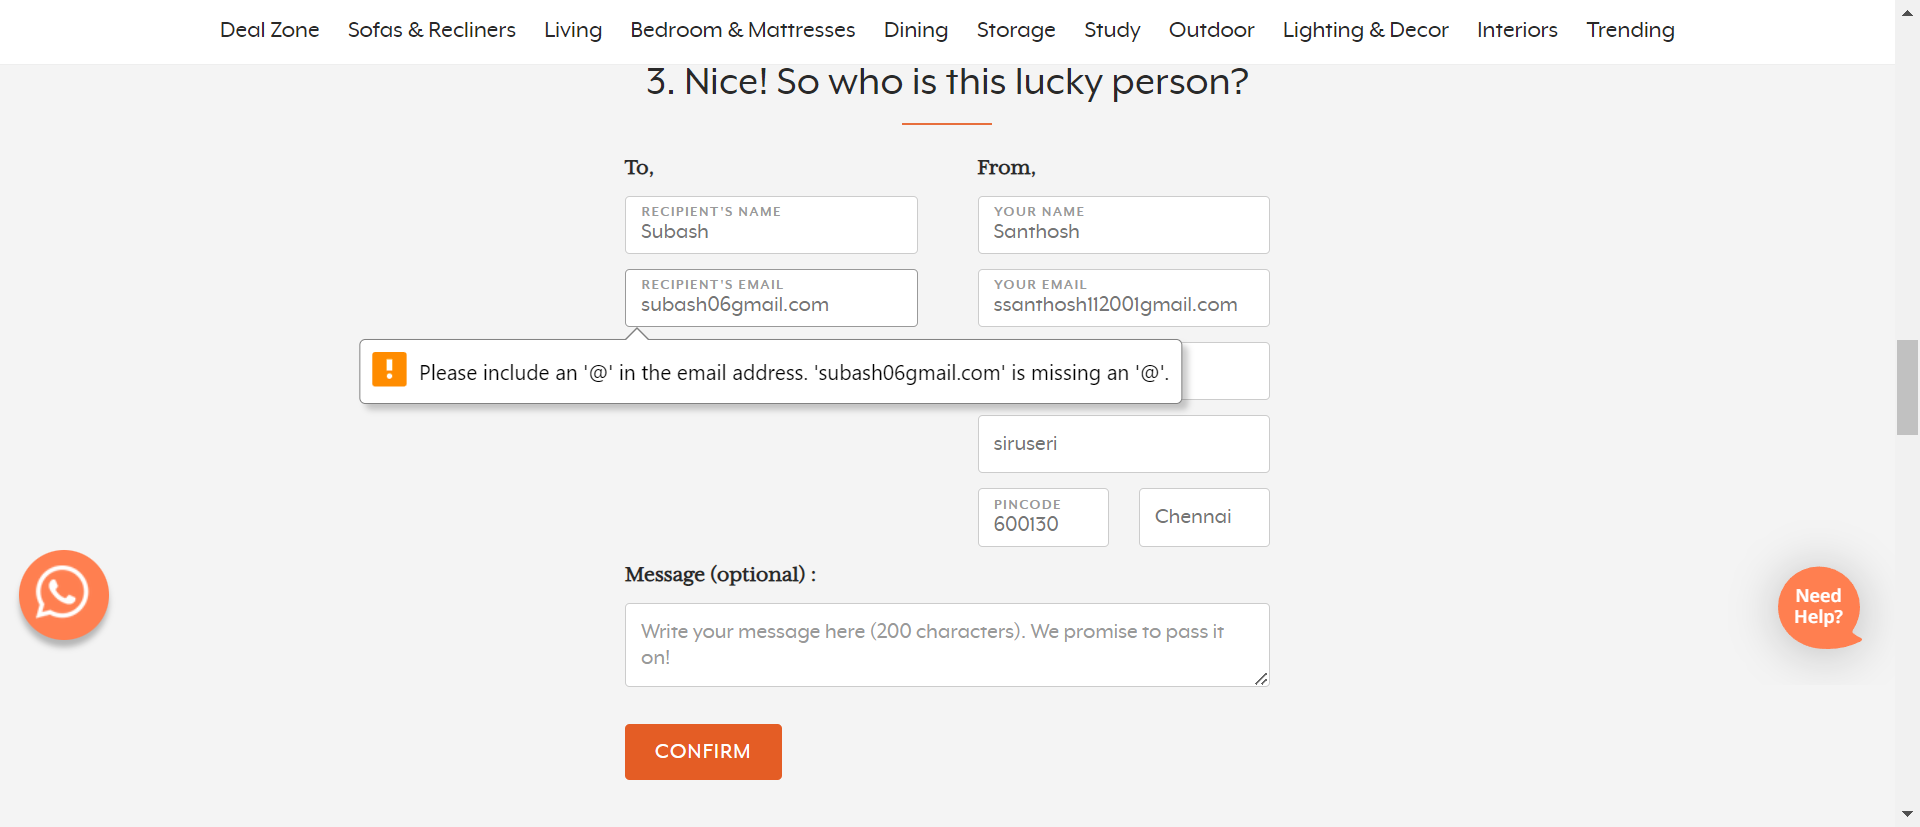 Deal Zone Sofas & Recliners Living Bedroom & Mattresses Dining Storage Study Outdoor Lighting & Decor Interiors Trending
3. Nice! So who is this lucky person?
To,
From,
RECIPIENT'S NAME
Subash
YOUR NAME
Santhosh
RECIPIENT'S EMAIL
subash06gmail.com
YOUR EMAIL
ssanthosh112001gmail.com
Please include an '@' in the email address. 'subash06gmail.com' is missing an '@'.
siruseri
PINCODE
600130
Chennai
Message (optional) :
Write your message here (200 characters). We promise to pass it
on!
CONFIRM
Need
Help?